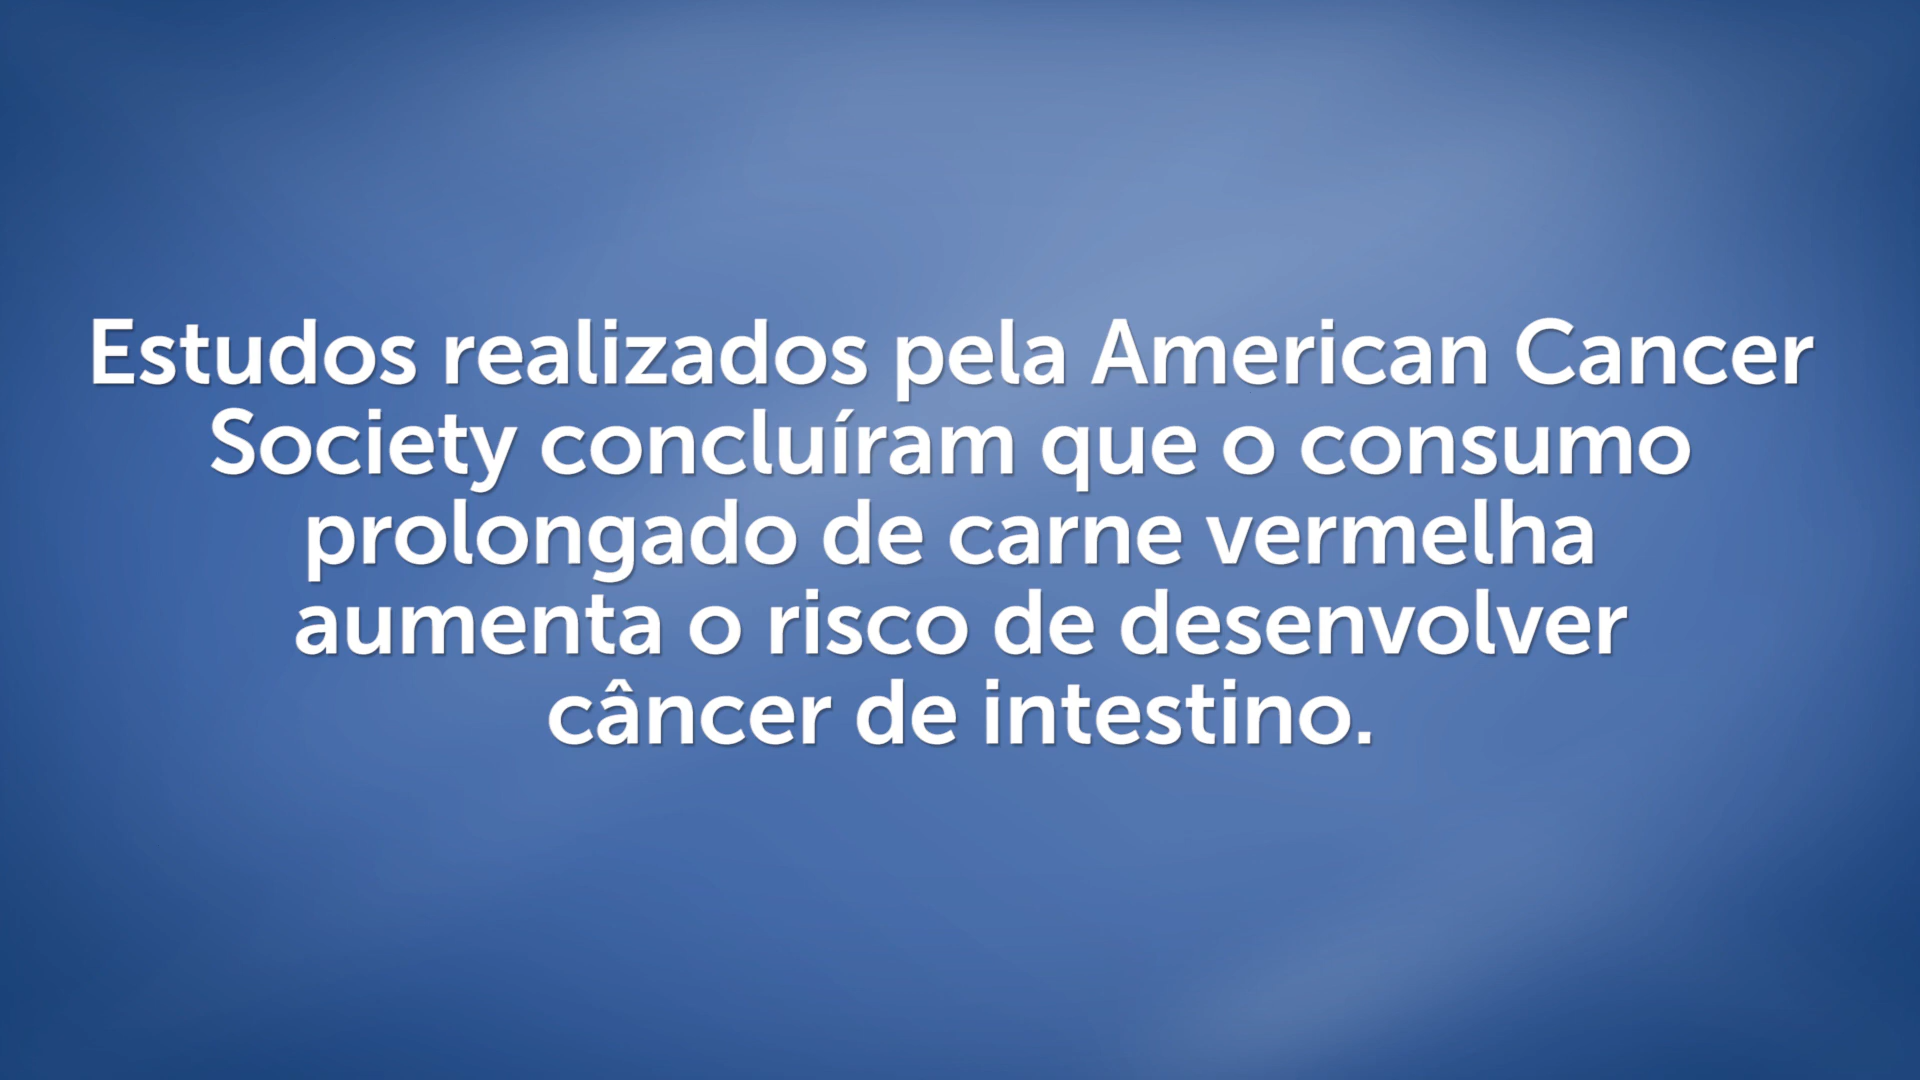 Estudos realizados pela American Cancer
Society concluíram que o consumo
prolongado de carne vermelha
aumenta o risco de desenvolver
câncer de intestino.